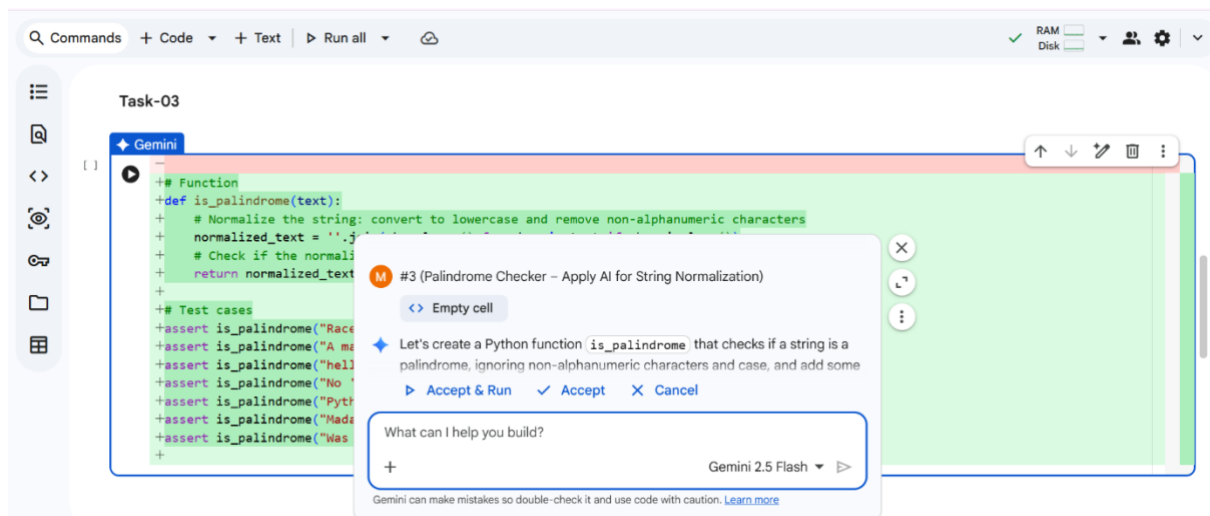 Commands + Code + Text Run all
RAM
Disk
Task-03
Gemini
[ ]
-
+# Function
+def is_palindrome(text):
+    # Normalize the string: convert to lowercase and remove non-alphanumeric characters
+    normalized_text = ''.j
+    # Check if the normali
+    return normalized_text
+
+# Test cases
+assert is_palindrome("Race
+assert is_palindrome("A ma
+assert is_palindrome("hell
+assert is_palindrome("No '
+assert is_palindrome("Pyth
+assert is_palindrome("Mada
+assert is_palindrome("Was
+
M #3 (Palindrome Checker – Apply AI for String Normalization)
<> Empty cell
Let's create a Python function is_palindrome that checks if a string is a
palindrome, ignoring non-alphanumeric characters and case, and add some
Accept & Run Accept Cancel
What can I help you build?
+ Gemini 2.5 Flash
Gemini can make mistakes so double-check it and use code with caution. Learn more